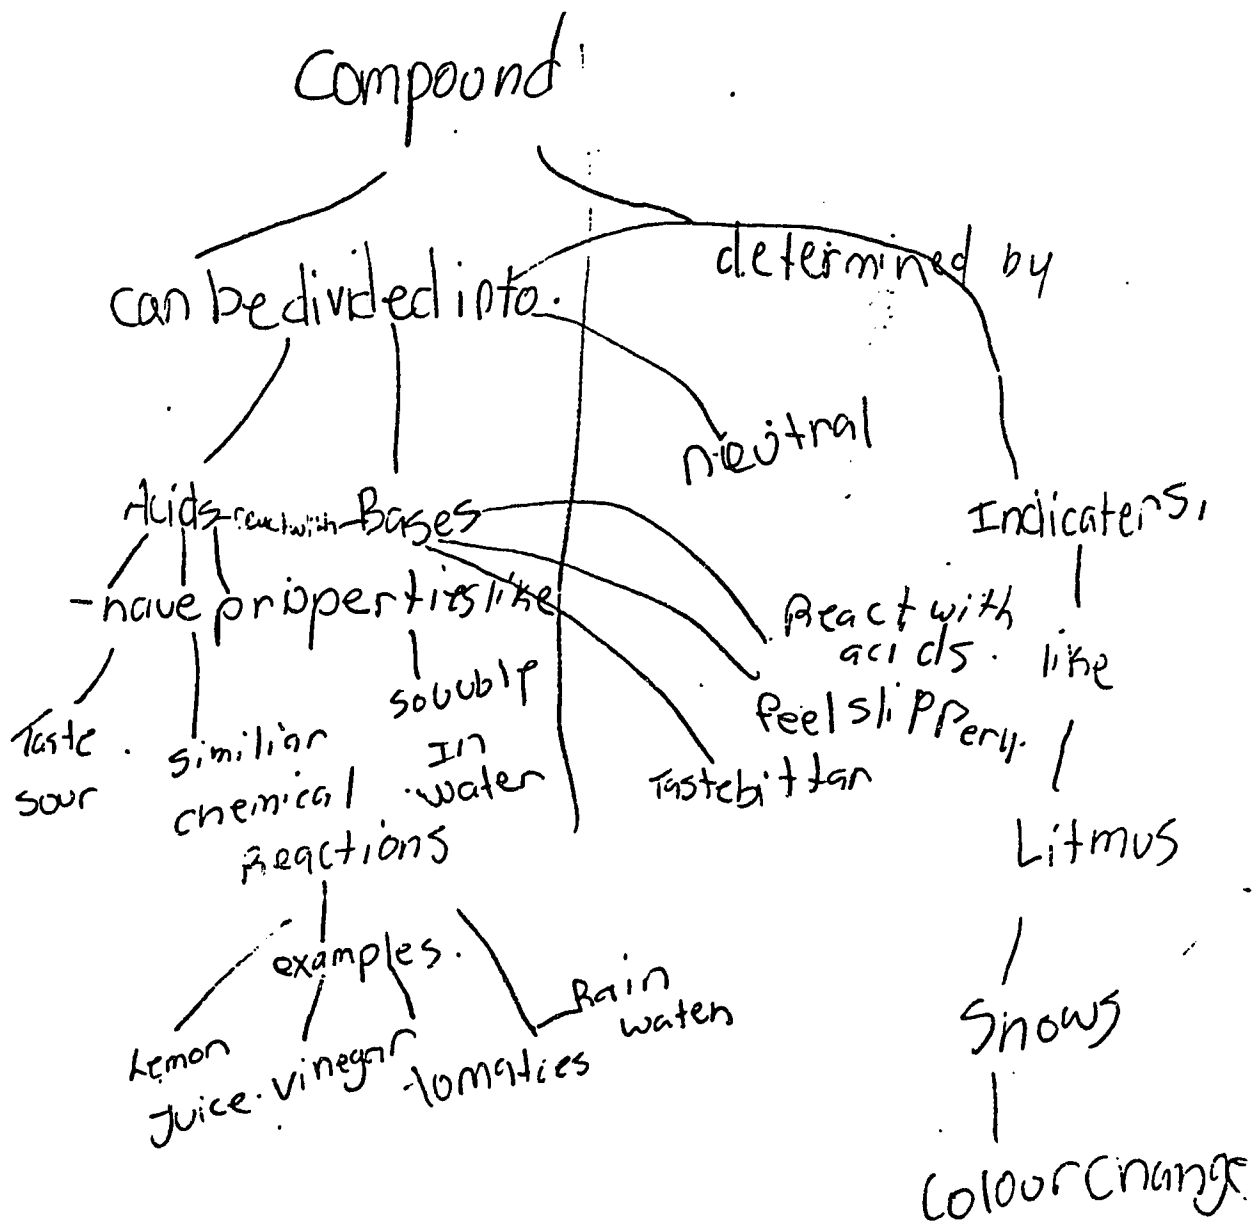 Compound
can be divided into.
determined by
neutral
Acids react with Bases
Indicaters,
- have properties like
React with
acids.
like
feel slippery.
Taste bittar
Taste
sour
similiar
chemical
Reactions
soluble
In
water
Litmus
examples.
Lemon
Juice.
vinegar
tomaties
Rain
water
Shows
Colour Change